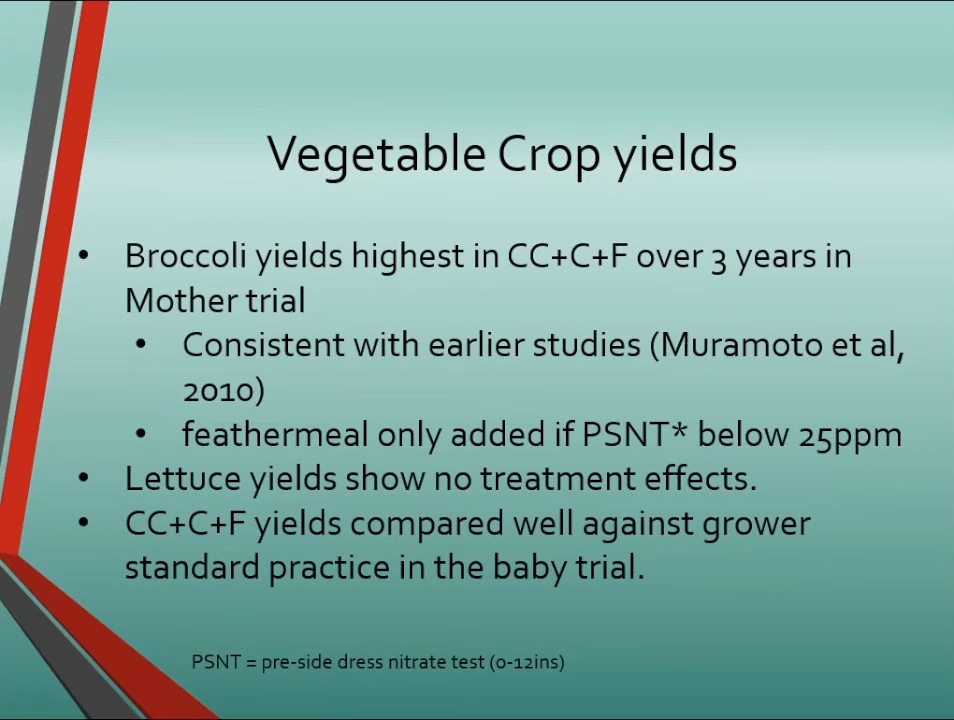 Vegetable Crop yields
• Broccoli yields highest in CC+C+F over 3 years in
Mother trial
• Consistent with earlier studies (Muramoto et al,
2010)
• feathermeal only added if PSNT* below 25ppm
• Lettuce yields show no treatment effects.
• CC+C+F yields compared well against grower
standard practice in the baby trial.
PSNT = pre-side dress nitrate test (0-12ins)